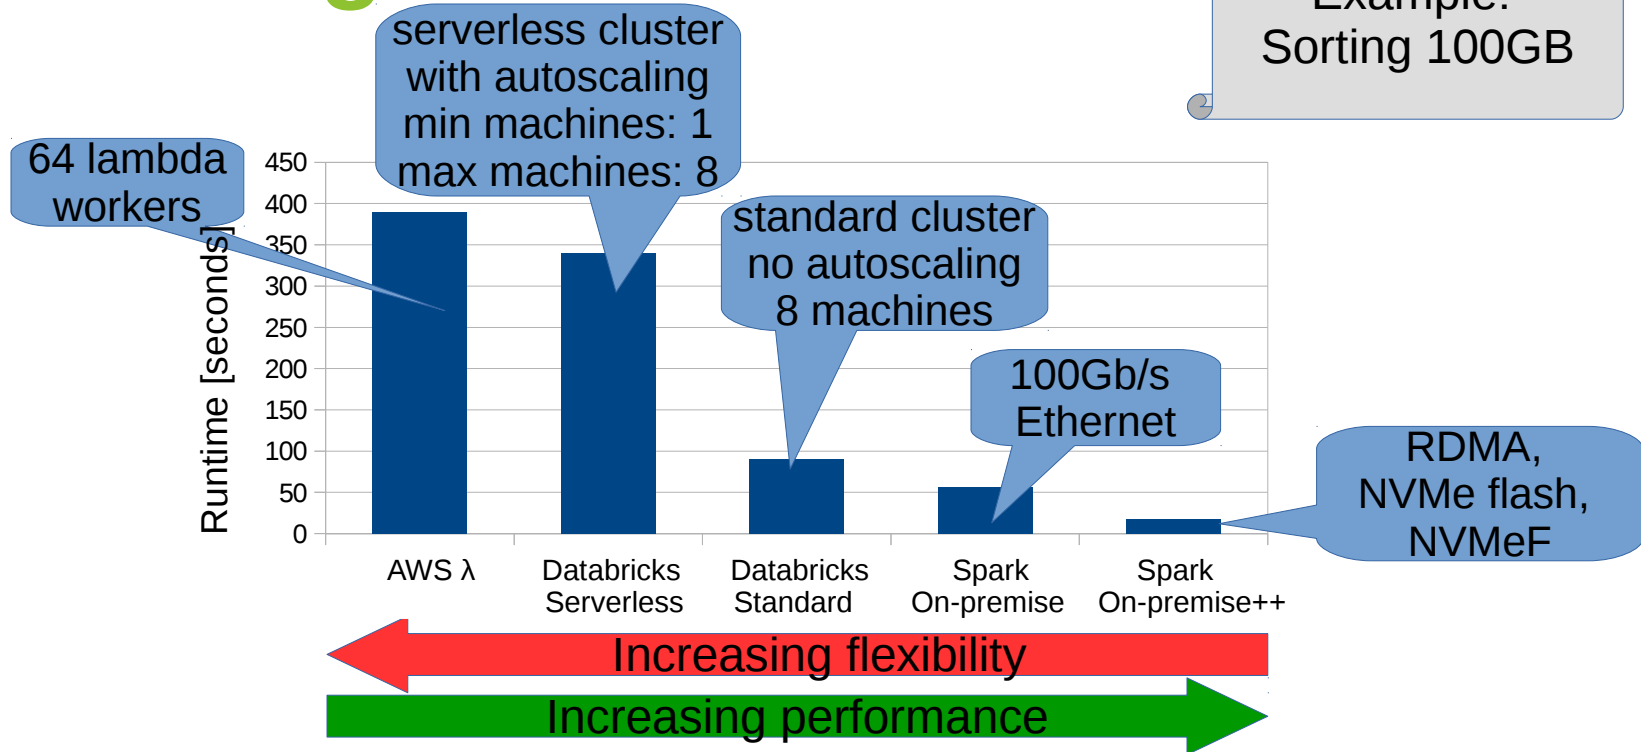 Example:
Sorting 100GB
serverless cluster
with autoscaling
min machines: 1
max machines: 8
64 lambda
workers
standard cluster
no autoscaling
8 machines
100Gb/s
Ethernet
RDMA,
NVMe flash,
NVMeF
Runtime [seconds]
450
400
350
300
250
200
150
100
50
0
AWS λ
Databricks
Serverless
Databricks
Standard
Spark
On-premise
Spark
On-premise++
Increasing flexibility
Increasing performance